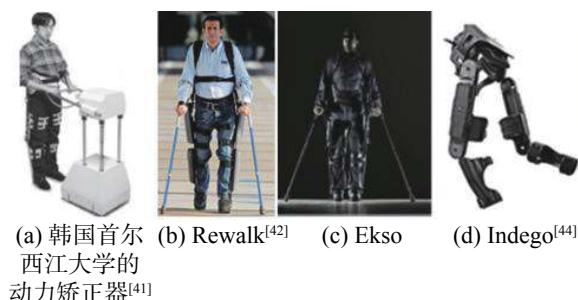 (a) 韩国首尔
西江大学的
动力矫正器[41]
(b) Rewalk[42]
(c) Ekso
(d) Indego[44]